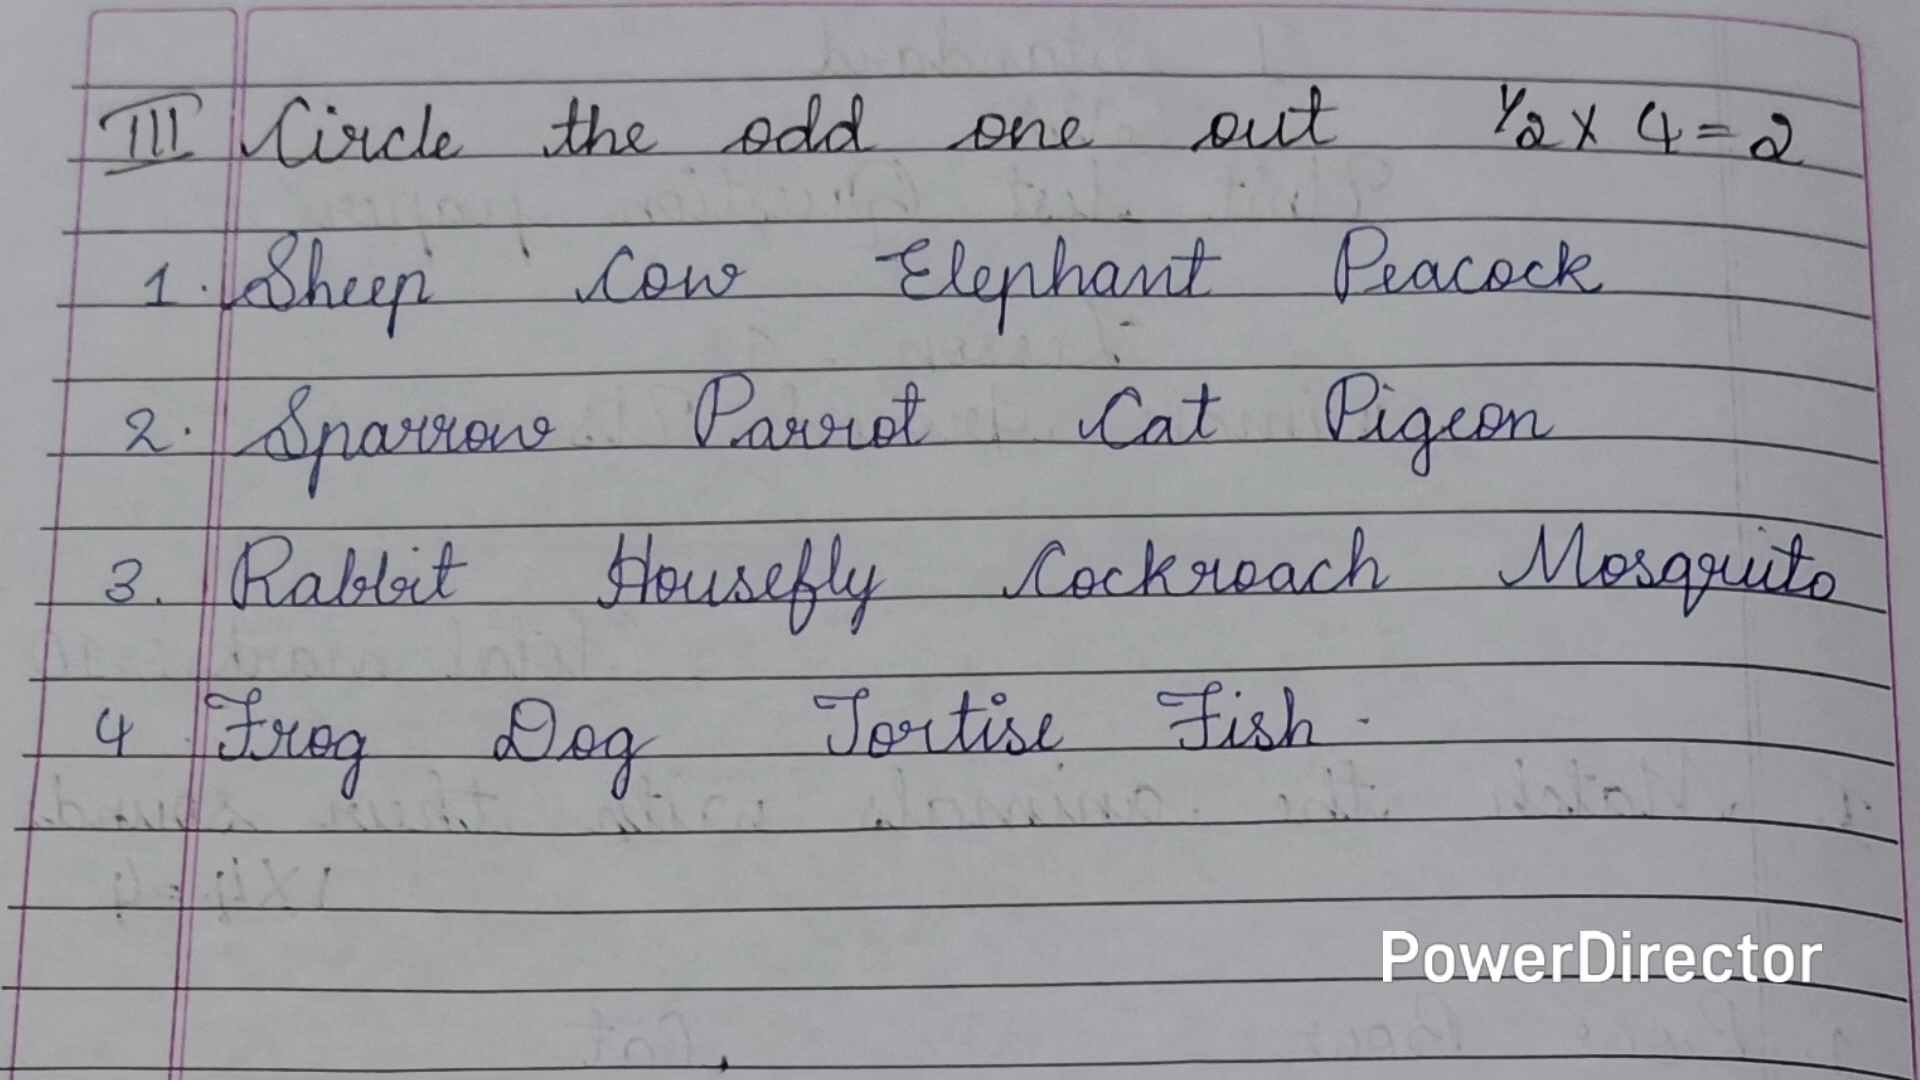 III Circle the odd one out ½ x 4 = 2
1. Sheep Cow Elephant Peacock
2. Sparrow Parrot Cat Pigeon
3. Rabbit Housefly Cockroach Mosquito
4 Frog Dog Tortise Fish.
PowerDirector